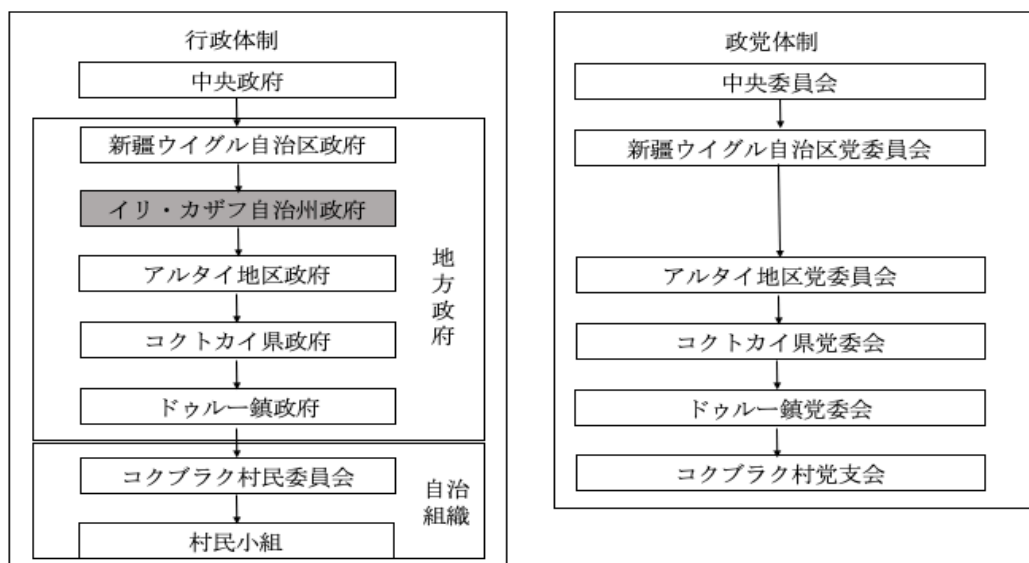 行政体制
中央政府
新疆ウイグル自治区政府
イリ・カザフ自治州政府
アルタイ地区政府
コクトカイ県政府
ドゥルー鎮政府
地方政府
コクブラク村民委員会
村民小組
自治
組織
政党体制
中央委員会
新疆ウイグル自治区党委員会
アルタイ地区党委員会
コクトカイ県党委会
ドゥルー鎮党委会
コクブラク村党支会